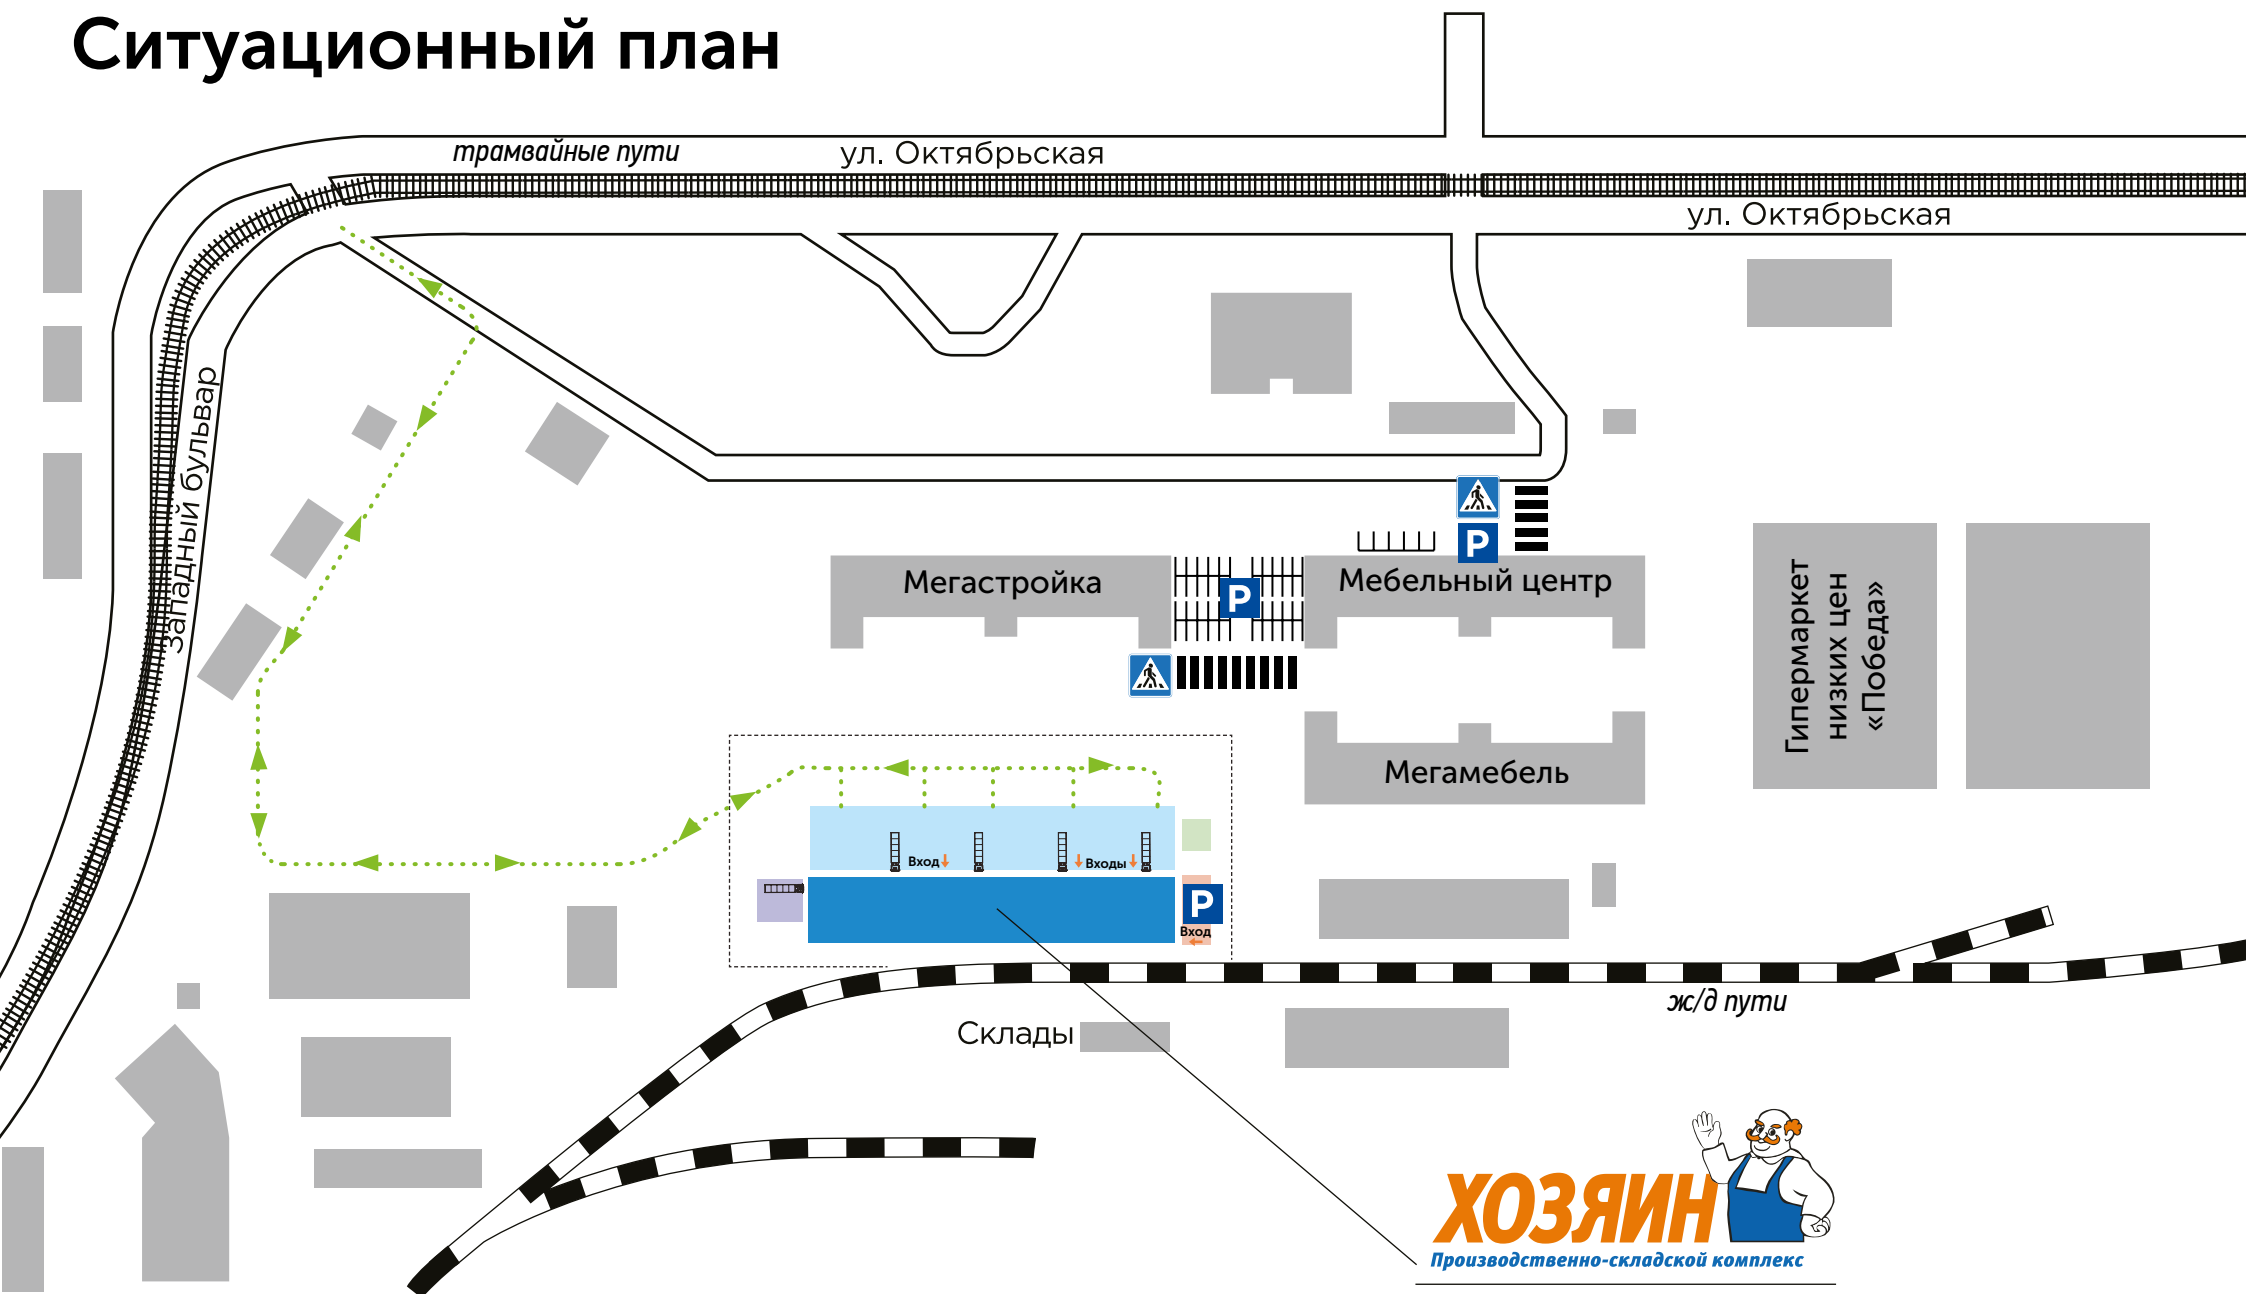 Ситуационный план
трамвайные пути
ул. Октябрьская
ул. Октябрьская
Западный бульвар
P
Мегастройка
P
Мебельный центр
Гипермаркет
низких цен
«Победа»
Мегамебель
Вход
Входы
P
Вход
ж/д пути
Склады
ХОЗЯИН
Производственно-складской комплекс